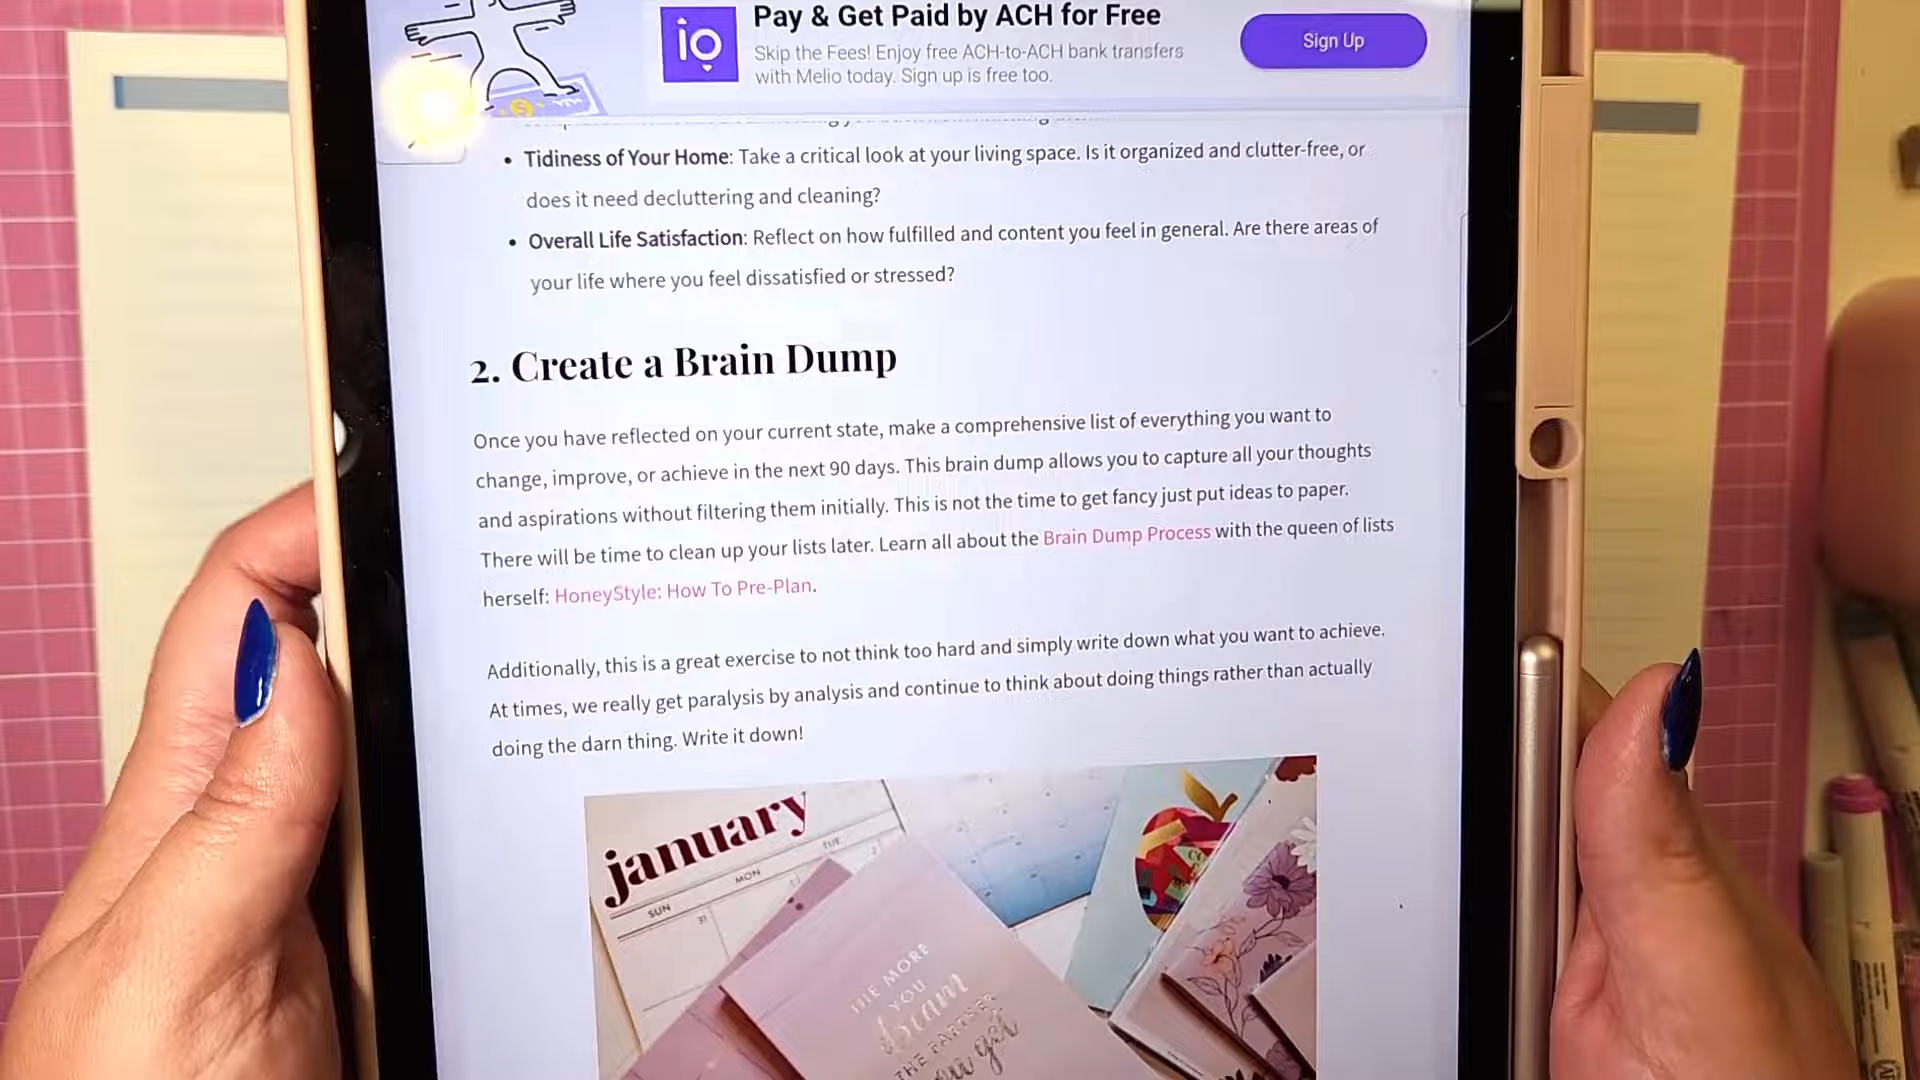 Pay & Get Paid by ACH for Free
Skip the Fees! Enjoy free ACH-to-ACH bank transfers
with Melio today. Sign up is free too.
Sign Up
• Tidiness of Your Home: Take a critical look at your living space. Is it organized and clutter-free, or
does it need decluttering and cleaning?
• Overall Life Satisfaction: Reflect on how fulfilled and content you feel in general. Are there areas of
your life where you feel dissatisfied or stressed?
2. Create a Brain Dump
Once you have reflected on your current state, make a comprehensive list of everything you want to
change, improve, or achieve in the next 90 days. This brain dump allows you to capture all your thoughts
and aspirations without filtering them initially. This is not the time to get fancy just put ideas to paper.
There will be time to clean up your lists later. Learn all about the Brain Dump Process with the queen of lists
herself: HoneyStyle: How To Pre-Plan.
Additionally, this is a great exercise to not think too hard and simply write down what you want to achieve.
At times, we really get paralysis by analysis and continue to think about doing things rather than actually
doing the darn thing. Write it down!
january
SUN MON TUE
31
THE MORE
YOU
dream
THE FARTHER
you get